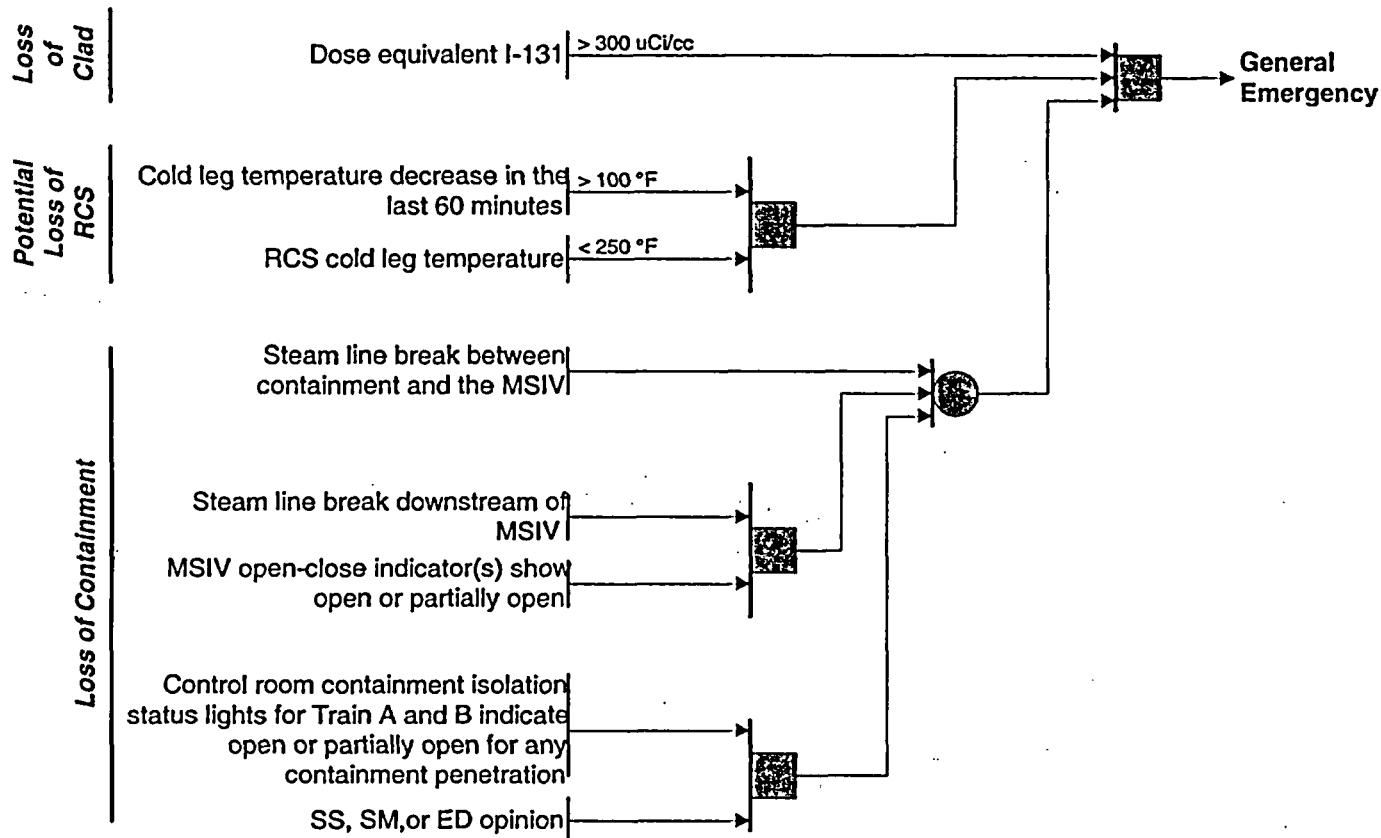 Loss
of
Clad
Dose equivalent I-131
> 300 uCi/cc
General
Emergency
Potential
Loss of
RCS
Cold leg temperature decrease in the
last 60 minutes
> 100 °F
RCS cold leg temperature
< 250 °F
Loss of Containment
Steam line break between
containment and the MSIV
Steam line break downstream of
MSIV
MSIV open-close indicator(s) show
open or partially open
Control room containment isolation
status lights for Train A and B indicate
open or partially open for any
containment penetration
SS, SM,or ED opinion